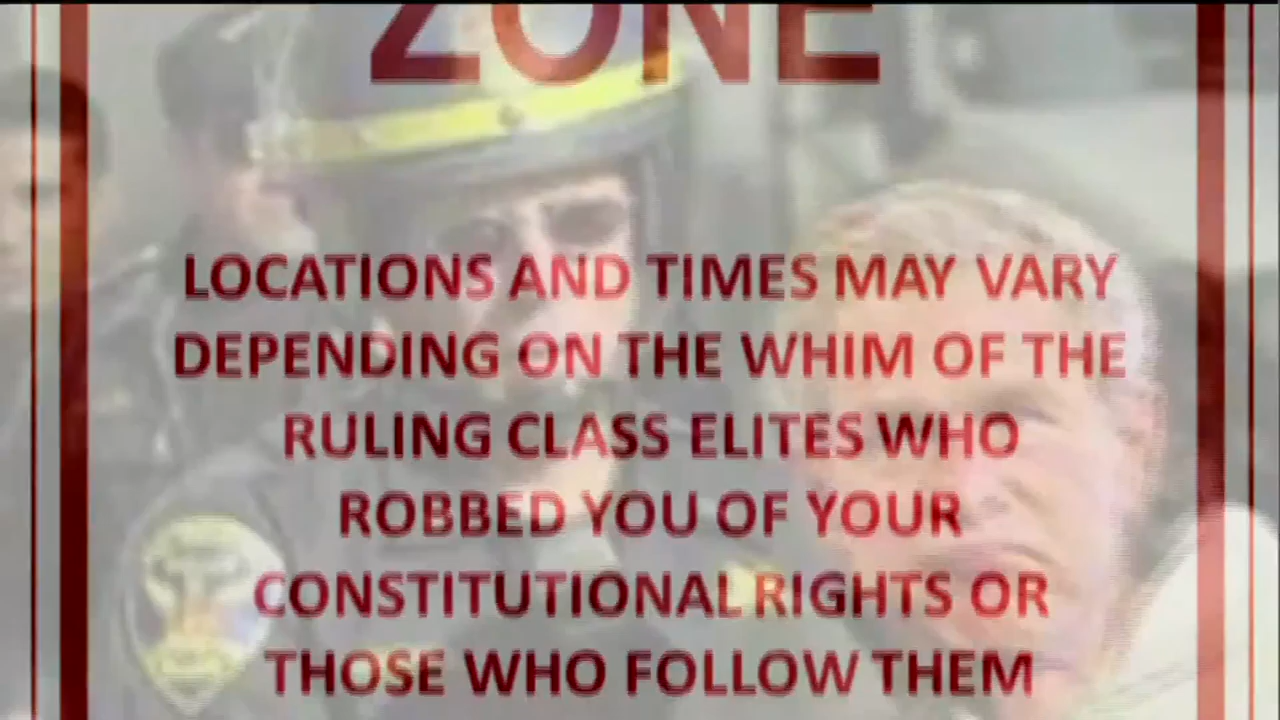 ZONE
LOCATIONS AND TIMES MAY VARY
DEPENDING ON THE WHIM OF THE
RULING CLASS ELITES WHO
ROBBED YOU OF YOUR
CONSTITUTIONAL RIGHTS OR
THOSE WHO FOLLOW THEM